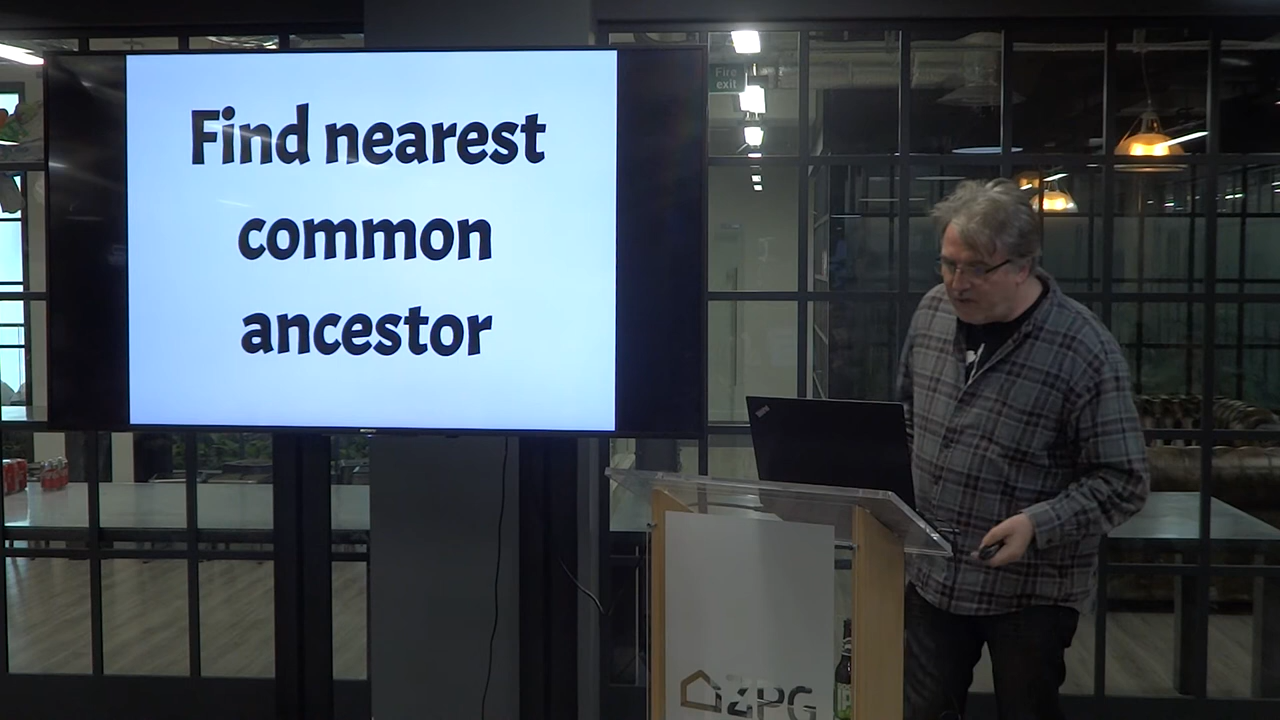 Find nearest
common
ancestor
Fire
exit
ZPG